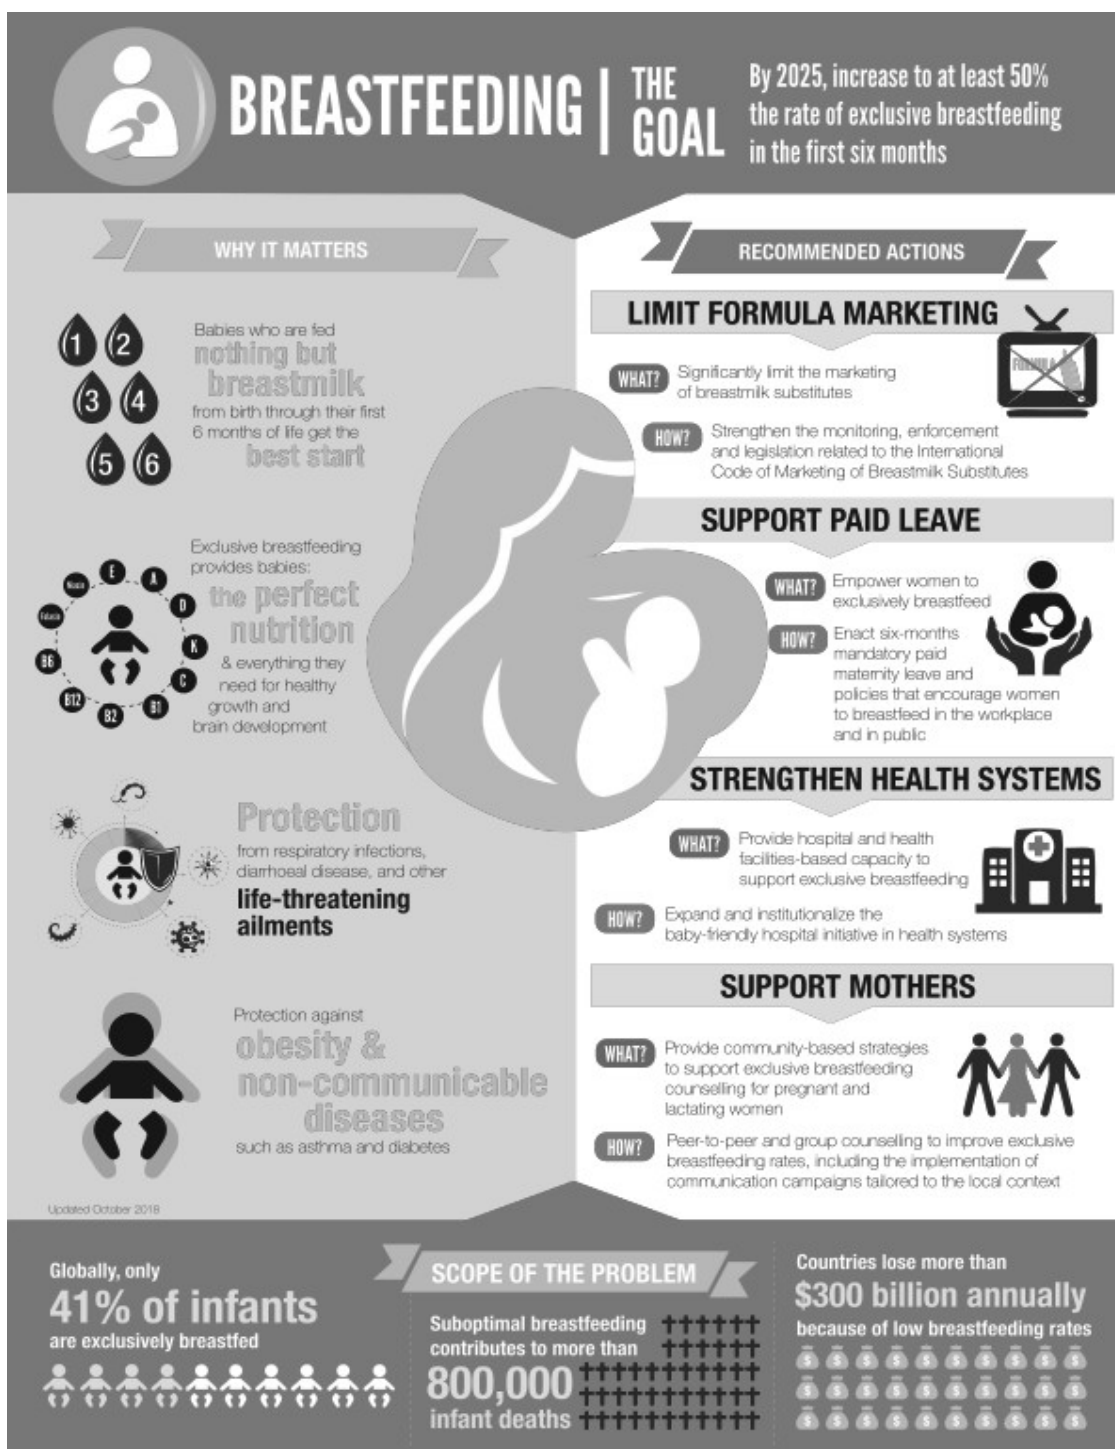 BREASTFEEDING
THE
GOAL
By 2025, increase to at least 50%
the rate of exclusive breastfeeding
in the first six months
WHY IT MATTERS
1 2
3 4
5 6
Babies who are fed
nothing but
breastmilk
from birth through their first
6 months of life get the
best start
Exclusive breastfeeding
provides babies:
the perfect
nutrition
& everything they
need for healthy
growth and
brain development
E
A
D
K
C
B1
B2
B12
B6
Niacin
Protection
from respiratory infections,
diarrhoeal disease, and other
life-threatening
ailments
Protection against
obesity &
non-communicable
diseases
such as asthma and diabetes
Updated October 2018
RECOMMENDED ACTIONS
LIMIT FORMULA MARKETING
FORMULA
WHAT?
Significantly limit the marketing
of breastmilk substitutes
HOW?
Strengthen the monitoring, enforcement
and legislation related to the International
Code of Marketing of Breastmilk Substitutes
SUPPORT PAID LEAVE
WHAT?
Empower women to
exclusively breastfeed
HOW?
Enact six-months
mandatory paid
maternity leave and
policies that encourage women
to breastfeed in the workplace
and in public
STRENGTHEN HEALTH SYSTEMS
WHAT?
Provide hospital and health
facilities-based capacity to
support exclusive breastfeeding
HOW?
Expand and institutionalize the
baby-friendly hospital initiative in health systems
SUPPORT MOTHERS
WHAT?
Provide community-based strategies
to support exclusive breastfeeding
counselling for pregnant and
lactating women
HOW?
Peer-to-peer and group counselling to improve exclusive
breastfeeding rates, including the implementation of
communication campaigns tailored to the local context
Globally, only
41% of infants
are exclusively breastfed
SCOPE OF THE PROBLEM
Suboptimal breastfeeding
contributes to more than
800,000
infant deaths
Countries lose more than
$300 billion annually
because of low breastfeeding rates